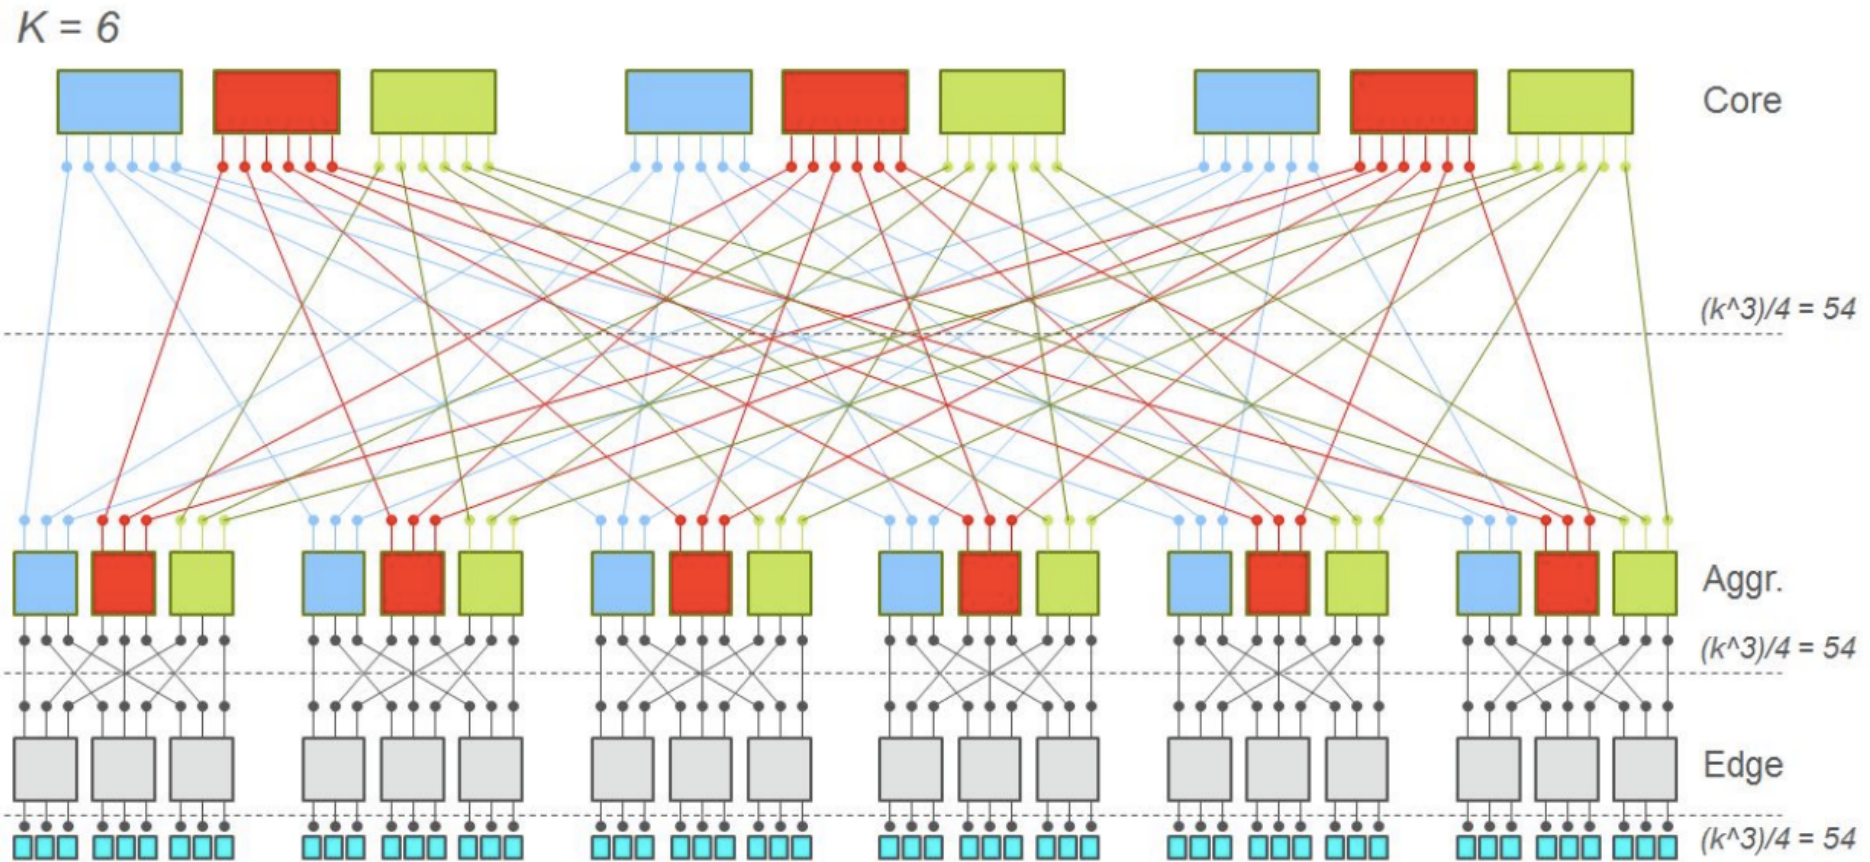 K = 6
Core
(k^3)/4 = 54
Aggr.
(k^3)/4 = 54
Edge
(k^3)/4 = 54